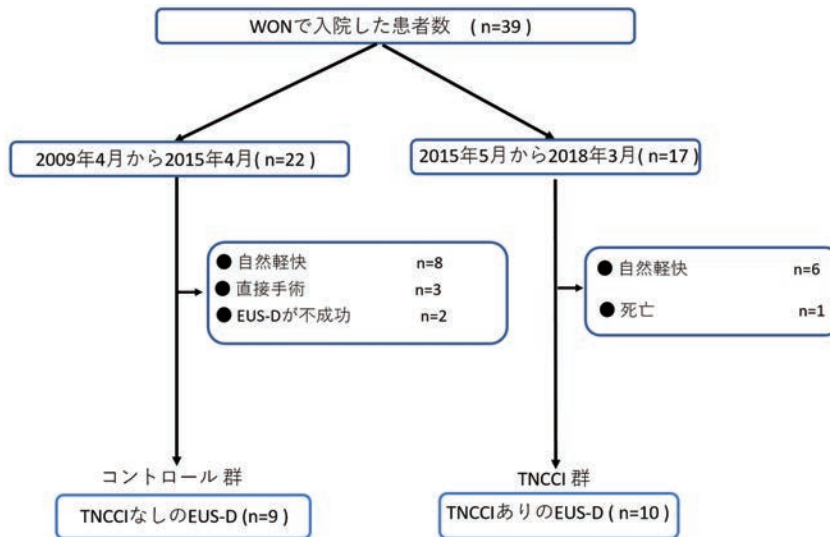 WONで入院した患者数 ( n=39)
2009年4月から2015年4月( n=22 )
2015年5月から2018年3月( n=17 )
● 自然軽快 n=8
● 直接手術 n=3
● EUS-Dが不成功 n=2
● 自然軽快 n=6
● 死亡 n=1
コントロール 群
TNCCIなしのEUS-D (n=9 )
TNCCI 群
TNCCIありのEUS-D ( n=10 )